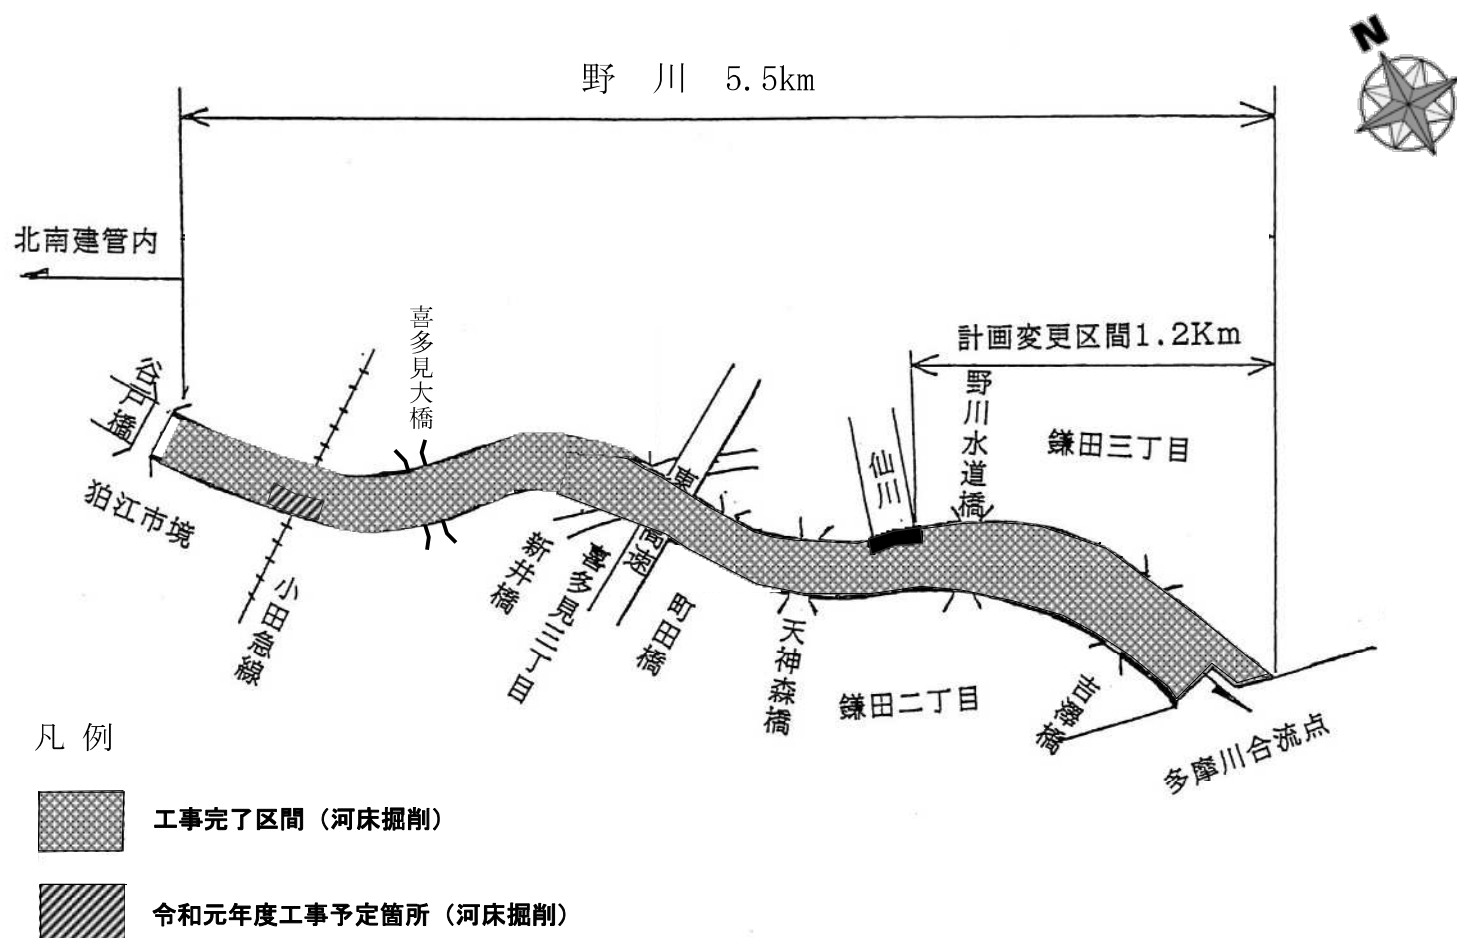 N
野 川 5.5km
北南建管内
計画変更区間1.2Km
喜多見大橋
谷戸橋
野川水道橋
鎌田三丁目
仙川
狛江市境
東
高速
新井橋
喜多見三丁目
小田急線
町田橋
天神森橋
鎌田二丁目
吉澤橋
多摩川合流点
凡 例
工事完了区間（河床掘削）
令和元年度工事予定箇所（河床掘削）